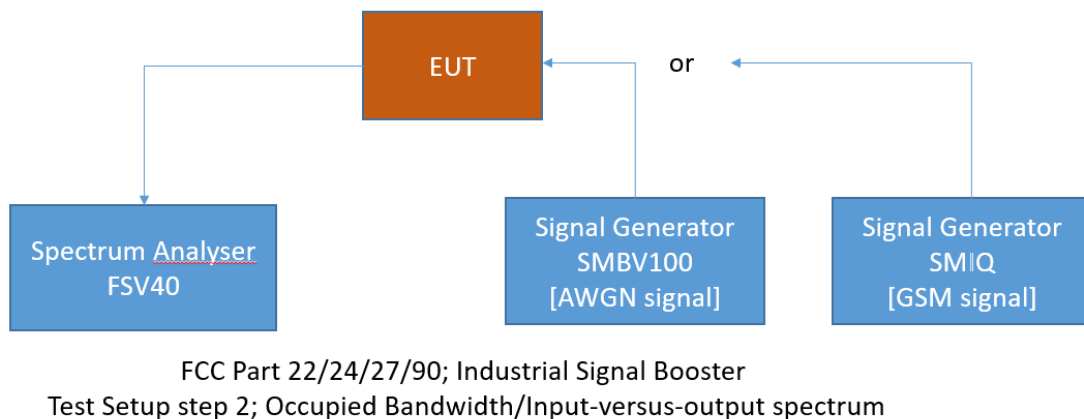 EUT
or
Spectrum Analyser
FSV40
Signal Generator
SMBV100
[AWGN signal]
Signal Generator
SMIQ
[GSM signal]
FCC Part 22/24/27/90; Industrial Signal Booster
Test Setup step 2; Occupied Bandwidth/Input-versus-output spectrum